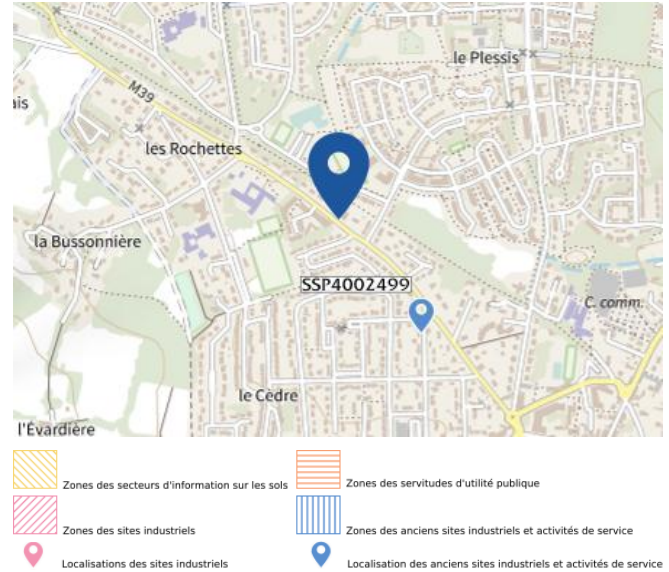 le Plessis
M39
ais
les Rochettes
la Bussonnière
SSP4002499
C. comm.
le Cèdre
l'Évardière
Zones des secteurs d'information sur les sols
Zones des servitudes d'utilité publique
Zones des sites industriels
Zones des anciens sites industriels et activités de service
Localisations des sites industriels
Localisation des anciens sites industriels et activités de service